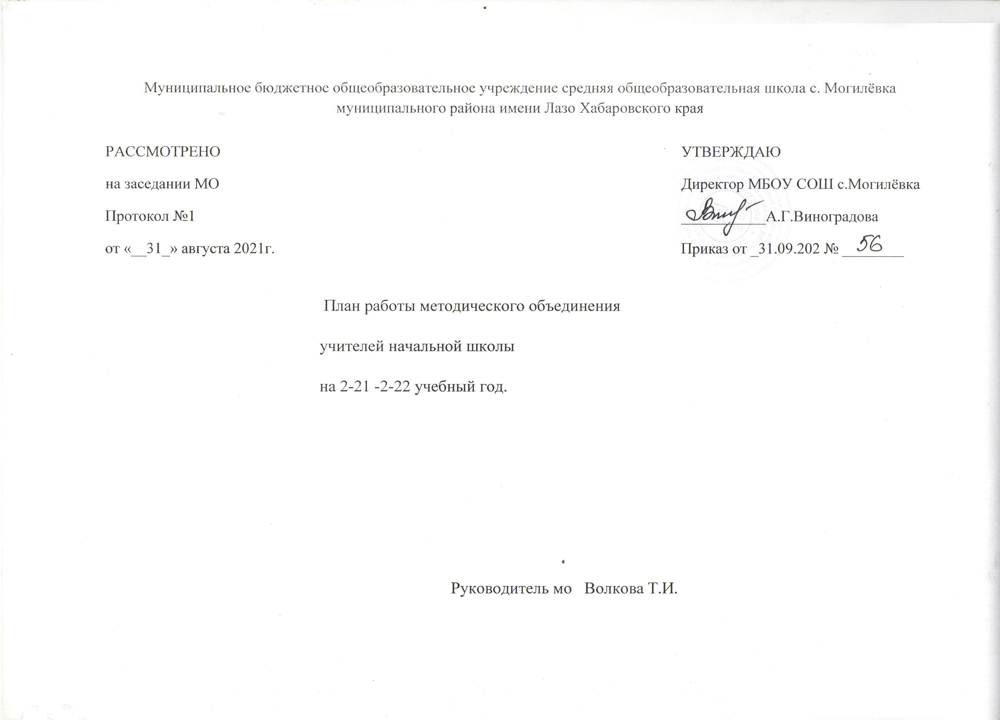 Муниципальное бюджетное общеобразовательное учреждение средняя общеобразовательная школа с. Могилёвка
муниципального района имени Лазо Хабаровского края
РАССМОТРЕНО
на заседании МО
Протокол №1
от «__31_» августа 2021г.
УТВЕРЖДАЮ
Директор МБОУ СОШ с.Могилёвка
___________А.Г.Виноградова
Приказ от _31.09.202 № 56
План работы методического объединения
учителей начальной школы
на 2-21 -2-22 учебный год.
Руководитель мо   Волкова Т.И.